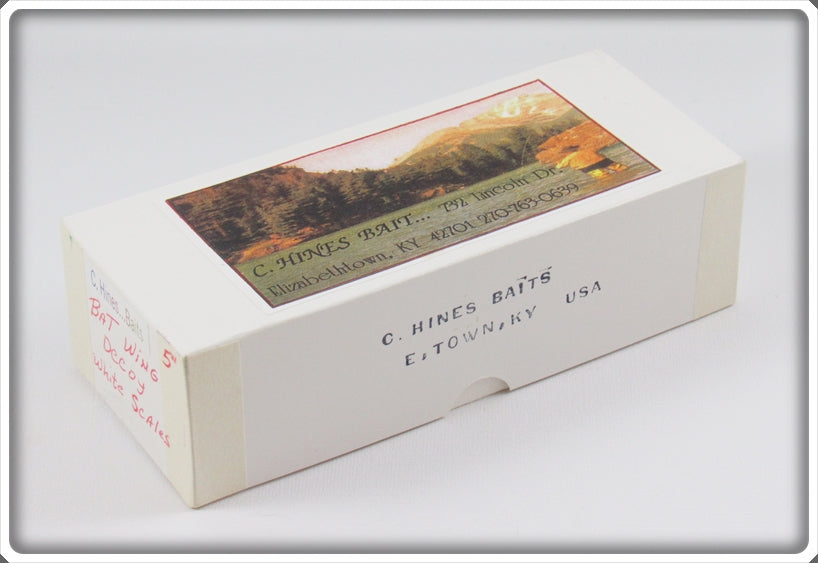 C. HINES BAIT... 732 Lincoln Dr.
Elizabethtown, KY 42701 270-763-0639
C. HINES BAITS
E, TOWN, KY USA
C. Hines...Baits
5"
BAT WING
DECOY
White SCAles